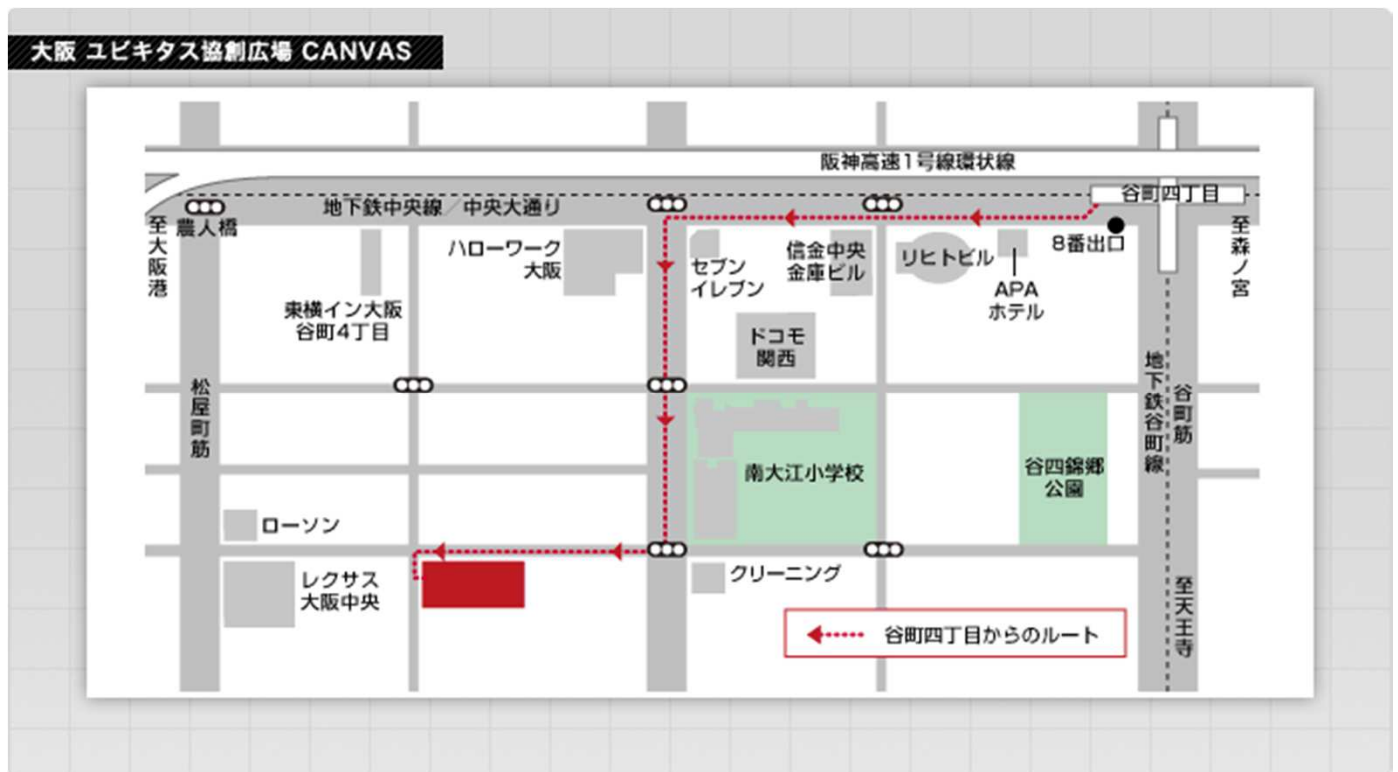 大阪 ユビキタス協創広場 CANVAS
阪神高速1号線環状線
谷町四丁目
地下鉄中央線／中央大通り
農人橋
至大阪港
至森ノ宮
8番出口
ハローワーク
大阪
セブン
イレブン
信金中央
金庫ビル
リヒトビル
APA
ホテル
東横イン大阪
谷町4丁目
ドコモ
関西
松屋町筋
地下鉄谷町線
谷町筋
南大江小学校
谷四錦郷
公園
ローソン
レクサス
大阪中央
クリーニング
至天王寺
谷町四丁目からのルート